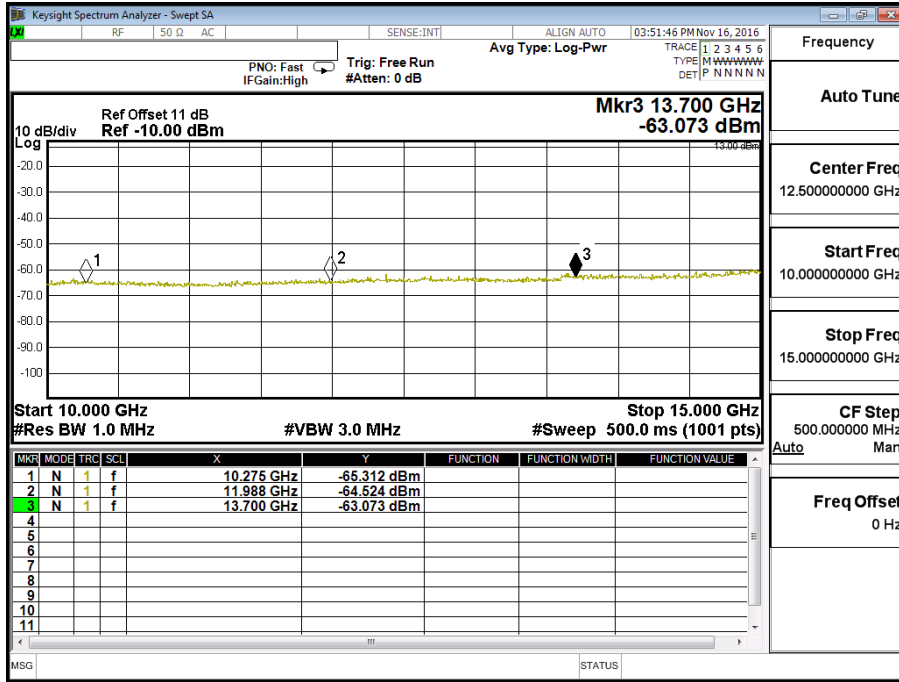 Keysight Spectrum Analyzer - Swept SA
LXI RF 50 Ω AC SENSE:INT ALIGN AUTO 03:51:46 PM Nov 16, 2016
Avg Type: Log-Pwr
TRACE 1 2 3 4 5 6
TYPE M WWWWW
DET P N N N N N
PNO: Fast
IFGain:High
Trig: Free Run
#Atten: 0 dB
Mkr3 13.700 GHz
-63.073 dBm
Ref Offset 11 dB
10 dB/div Ref -10.00 dBm
Log
13.00 dBm
-20.0
-30.0
-40.0
-50.0
-60.0
-70.0
-80.0
-90.0
-100
1
2
3
Start 10.000 GHz Stop 15.000 GHz
#Res BW 1.0 MHz #VBW 3.0 MHz #Sweep 500.0 ms (1001 pts)
MKR MODE TRC SCL X Y FUNCTION FUNCTION WIDTH FUNCTION VALUE
1 N 1 f 10.275 GHz -65.312 dBm
2 N 1 f 11.988 GHz -64.524 dBm
3 N 1 f 13.700 GHz -63.073 dBm
4
5
6
7
8
9
10
11
MSG STATUS
Frequency
Auto Tune
Center Freq
12.500000000 GHz
Start Freq
10.000000000 GHz
Stop Freq
15.000000000 GHz
CF Step
500.000000 MHz
Auto Man
Freq Offset
0 Hz